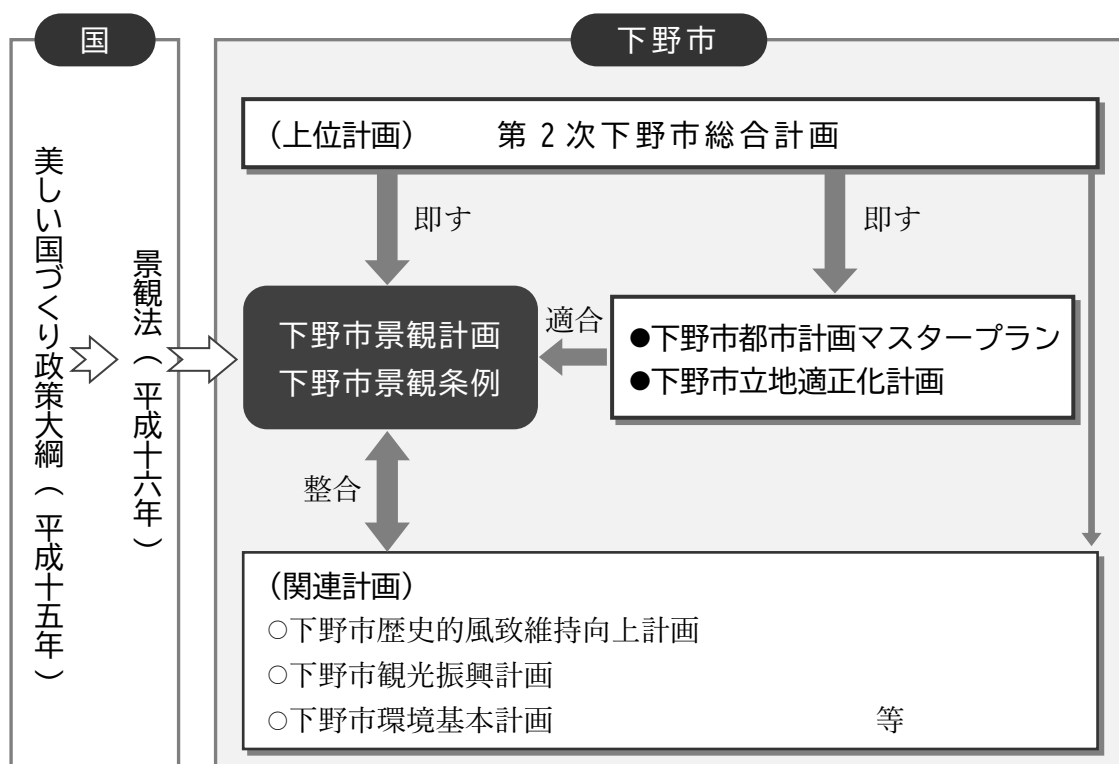 国
美しい国づくり政策大綱（平成十五年）
景観法（平成十六年）
下野市
（上位計画） 第2次下野市総合計画
即す
即す
下野市景観計画
下野市景観条例
適合
●下野市都市計画マスタープラン
●下野市立地適正化計画
整合
（関連計画）
○下野市歴史的風致維持向上計画
○下野市観光振興計画
○下野市環境基本計画 等